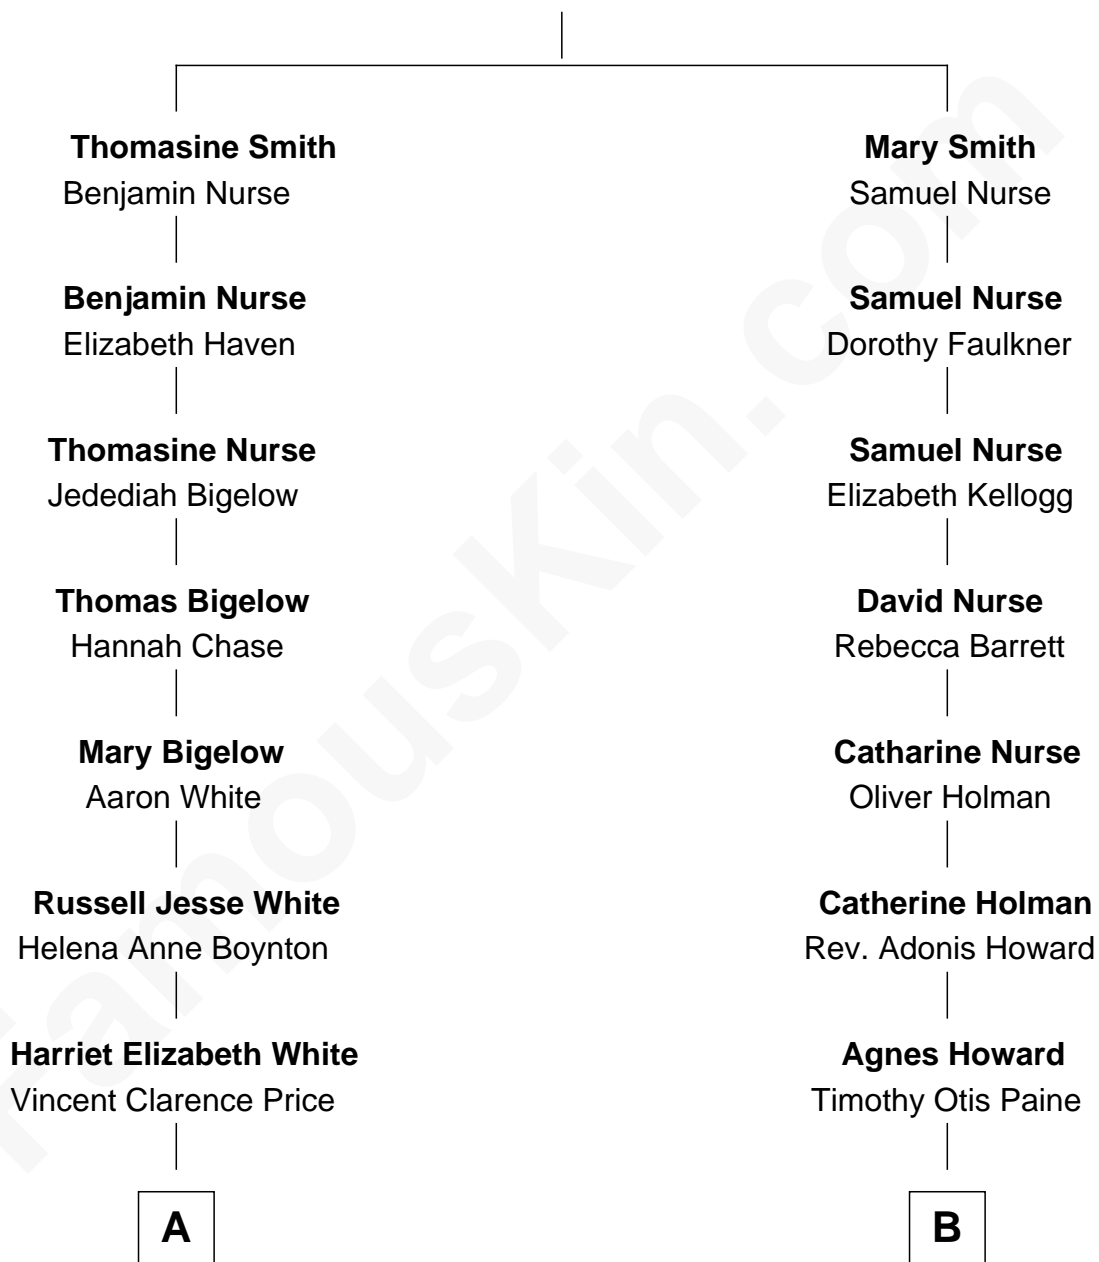 Thomasine Smith
Benjamin Nurse
Benjamin Nurse
Elizabeth Haven
Thomasine Nurse
Jedediah Bigelow
Thomas Bigelow
Hannah Chase
Mary Bigelow
Aaron White
Russell Jesse White
Helena Anne Boynton
Harriet Elizabeth White
Vincent Clarence Price
A
Mary Smith
Samuel Nurse
Samuel Nurse
Dorothy Faulkner
Samuel Nurse
Elizabeth Kellogg
David Nurse
Rebecca Barrett
Catharine Nurse
Oliver Holman
Catherine Holman
Rev. Adonis Howard
Agnes Howard
Timothy Otis Paine
B
FamousKin.com